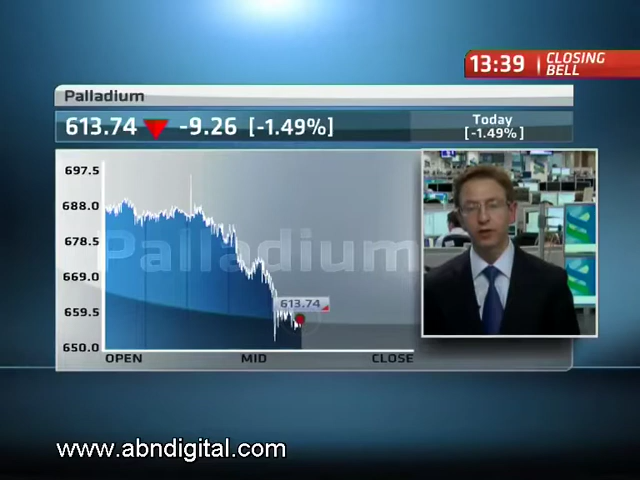 13:39 CLOSING BELL
Palladium
613.74 -9.26 [-1.49%]
Today
[-1.49%]
697.5
688.0
678.5
669.0
659.5
650.0
Palladium
613.74
OPEN MID CLOSE
www.abndigital.com